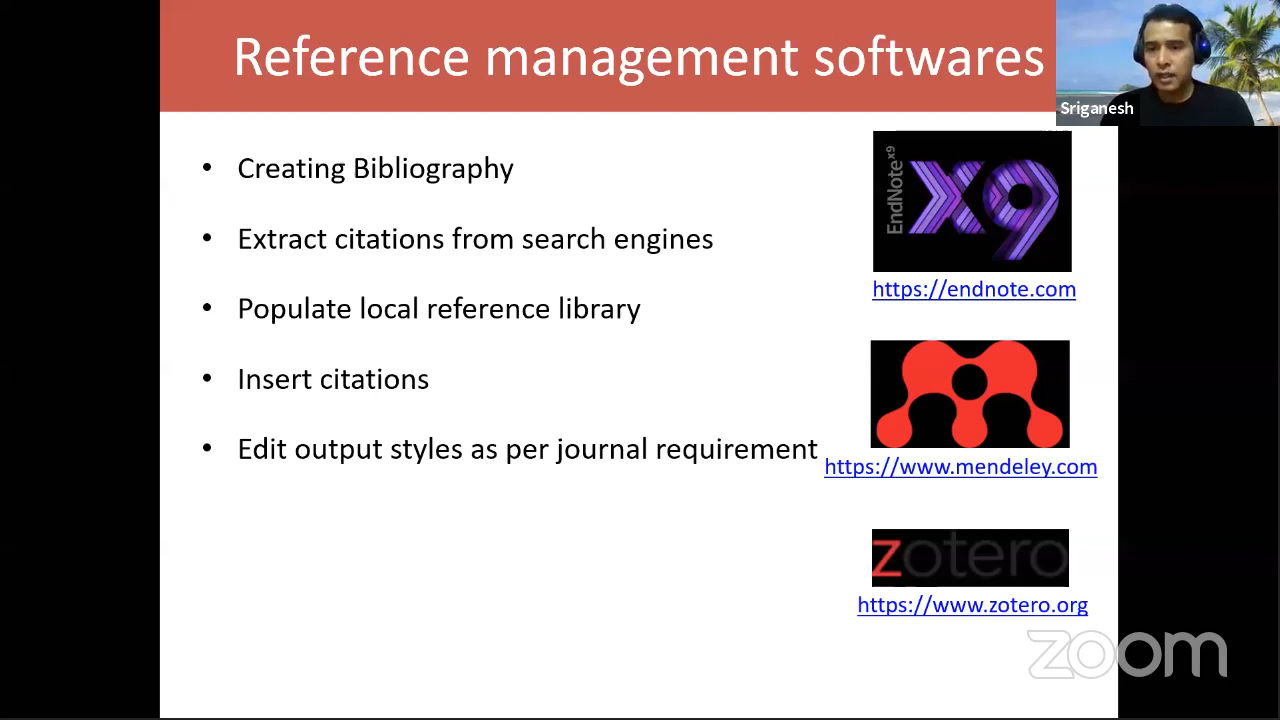 Reference management softwares
Sriganesh
• Creating Bibliography
• Extract citations from search engines
• Populate local reference library
• Insert citations
• Edit output styles as per journal requirement
EndNote x9
X9
https://endnote.com
https://www.mendeley.com
zotero
https://www.zotero.org
zoom